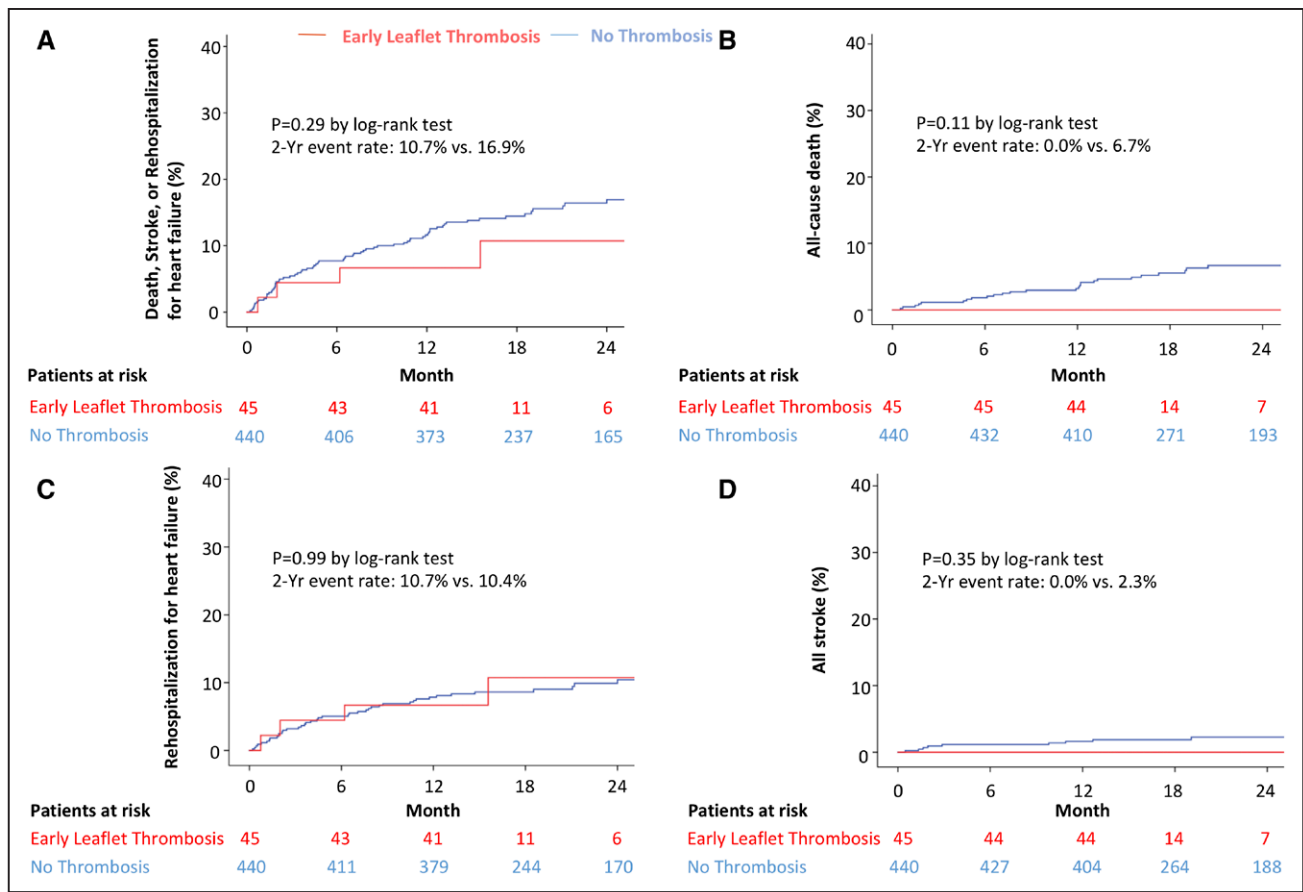 A
Early Leaflet Thrombosis
No Thrombosis
Death, Stroke, or Rehospitalization
for heart failure (%)
40
30
20
10
0
P=0.29 by log-rank test
2-Yr event rate: 10.7% vs. 16.9%
0 6 12 18 24
Patients at risk
Month
Early Leaflet Thrombosis 45 43 41 11 6
No Thrombosis 440 406 373 237 165
B
All-cause death (%)
40
30
20
10
0
P=0.11 by log-rank test
2-Yr event rate: 0.0% vs. 6.7%
0 6 12 18 24
Patients at risk
Month
Early Leaflet Thrombosis 45 45 44 14 7
No Thrombosis 440 432 410 271 193
C
Rehospitalization for heart failure (%)
40
30
20
10
0
P=0.99 by log-rank test
2-Yr event rate: 10.7% vs. 10.4%
0 6 12 18 24
Patients at risk
Month
Early Leaflet Thrombosis 45 43 41 11 6
No Thrombosis 440 411 379 244 170
D
All stroke (%)
40
30
20
10
0
P=0.35 by log-rank test
2-Yr event rate: 0.0% vs. 2.3%
0 6 12 18 24
Patients at risk
Month
Early Leaflet Thrombosis 45 44 44 14 7
No Thrombosis 440 427 404 264 188